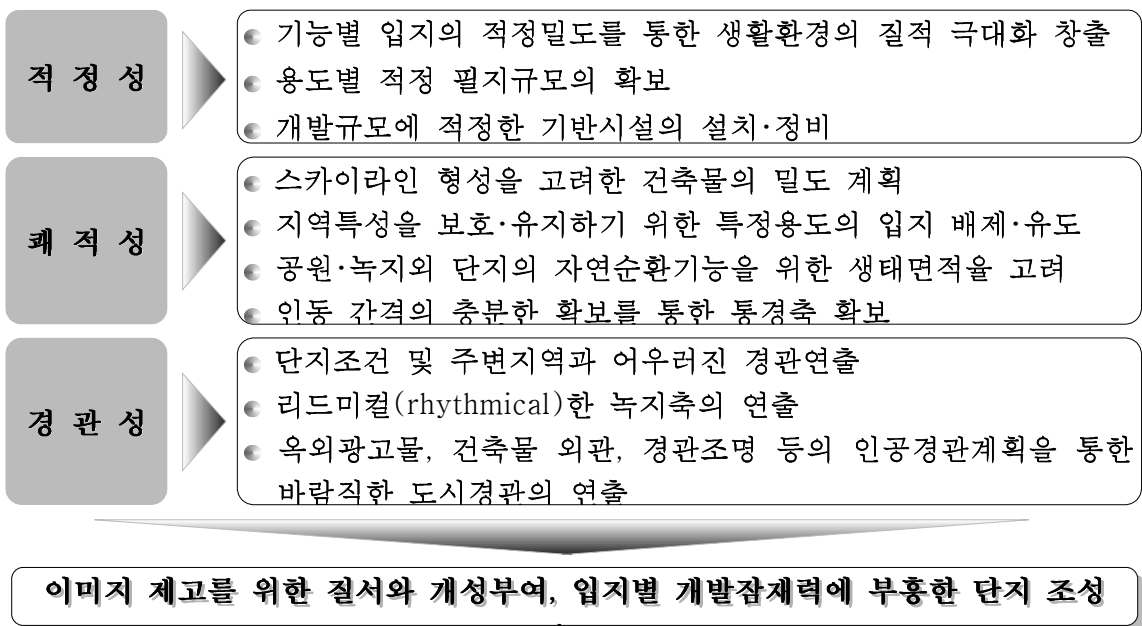 적 정 성
기능별 입지의 적정밀도를 통한 생활환경의 질적 극대화 창출
용도별 적정 필지규모의 확보
개발규모에 적정한 기반시설의 설치·정비
쾌 적 성
스카이라인 형성을 고려한 건축물의 밀도 계획
지역특성을 보호·유지하기 위한 특정용도의 입지 배제·유도
공원·녹지외 단지의 자연순환기능을 위한 생태면적율 고려
인동 간격의 충분한 확보를 통한 통경축 확보
경 관 성
단지조건 및 주변지역과 어우러진 경관연출
리드미컬(rhythmical)한 녹지축의 연출
옥외광고물, 건축물 외관, 경관조명 등의 인공경관계획을 통한
바람직한 도시경관의 연출
이미지 제고를 위한 질서와 개성부여, 입지별 개발잠재력에 부흥한 단지 조성